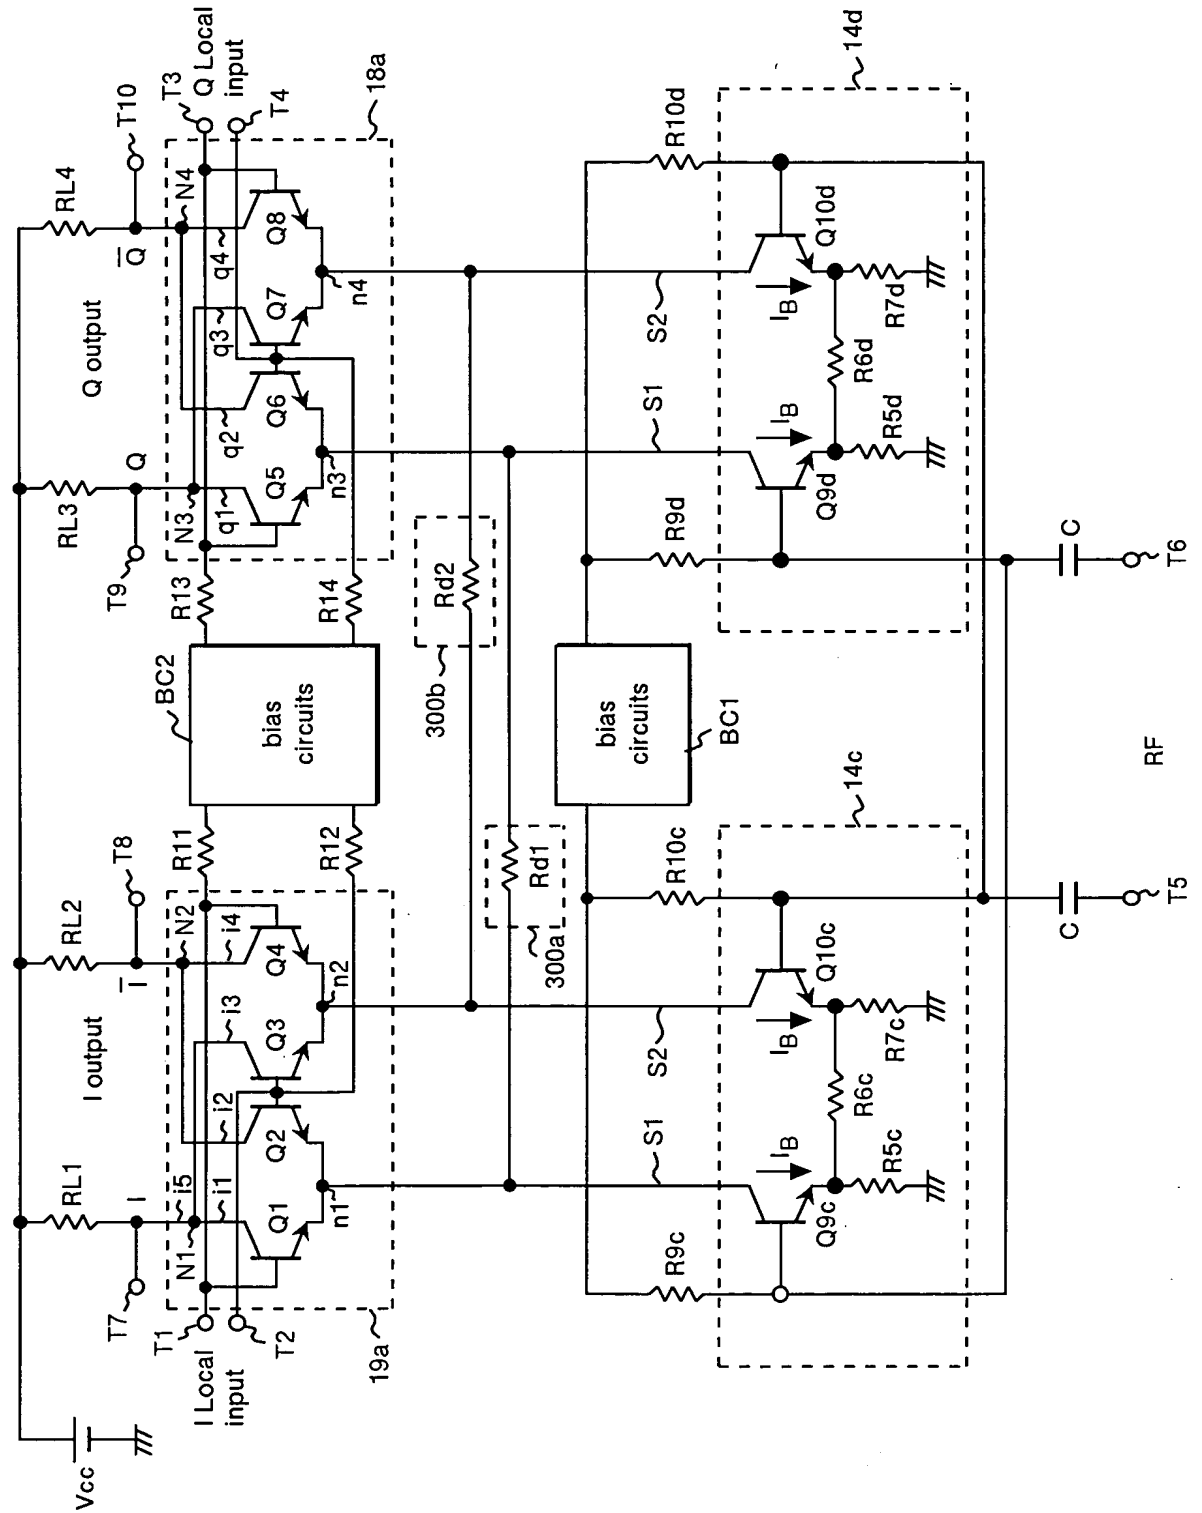 Vcc
RL1
RL2
RL3
RL4
I output
Q output
T7
I
I̅
T8
T9
Q
Q̅
T10
N1
i5
i1
i2
i3
i4
N2
N3
q1
q2
q3
q4
N4
T1
T2
I Local
input
T3
Q Local
input
T4
Q1
Q2
Q3
Q4
Q5
Q6
Q7
Q8
n1
n2
n3
n4
19a
18a
R11
R12
R13
R14
BC2
bias
circuits
Rd1
300a
Rd2
300b
S1
S2
S1
S2
bias
circuits
BC1
R9c
R10c
R9d
R10d
14c
14d
IB
IB
IB
IB
Q9c
Q10c
Q9d
Q10d
R5c
R6c
R7c
R5d
R6d
R7d
C
T5
RF
C
T6